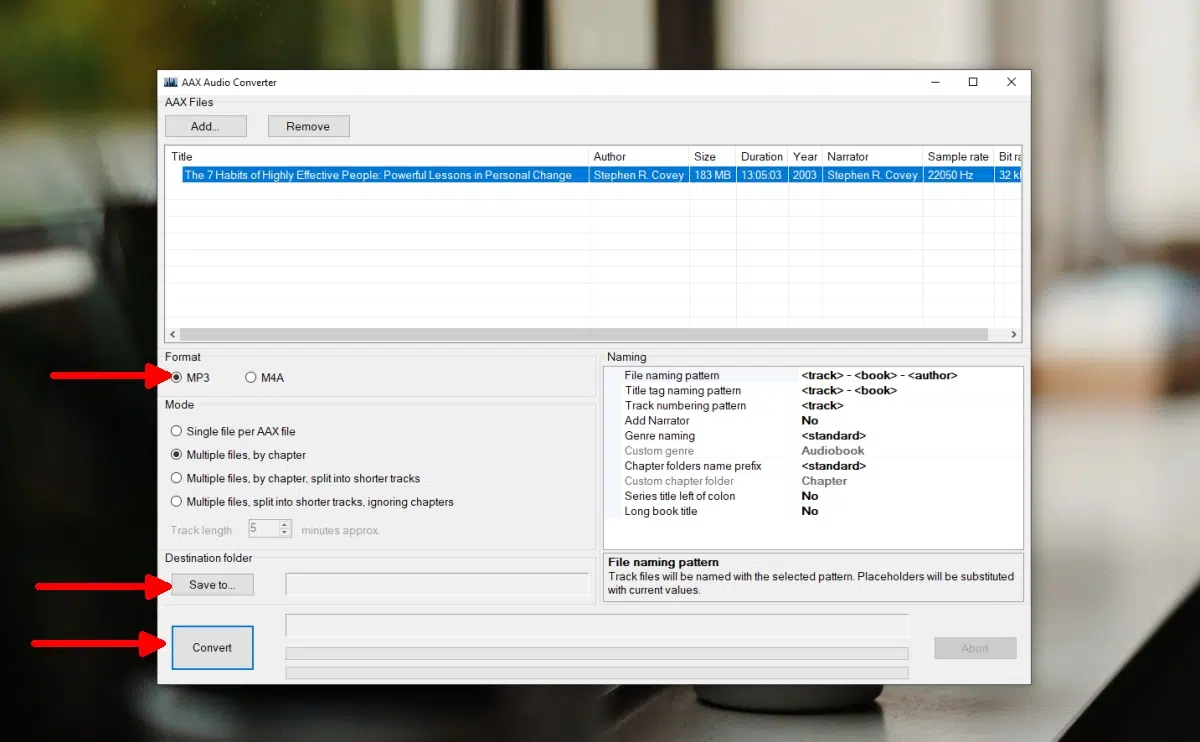 AAX Audio Converter
AAX Files
Add... Remove
Title Author Size Duration Year Narrator Sample rate Bit ra
The 7 Habits of Highly Effective People: Powerful Lessons in Personal Change Stephen R. Covey 183 MB 13:05:03 2003 Stephen R. Covey 22050 Hz 32 k
Format
MP3 M4A
Mode
Single file per AAX file
Multiple files, by chapter
Multiple files, by chapter, split into shorter tracks
Multiple files, split into shorter tracks, ignoring chapters
Track length 5 minutes approx.
Destination folder
Save to...
Convert
Naming
File naming pattern <track> - <book> - <author>
Title tag naming pattern <track> - <book>
Track numbering pattern <track>
Add Narrator No
Genre naming <standard>
Custom genre Audiobook
Chapter folders name prefix <standard>
Custom chapter folder Chapter
Series title left of colon No
Long book title No
File naming pattern
Track files will be named with the selected pattern. Placeholders will be substituted
with current values.
Abort